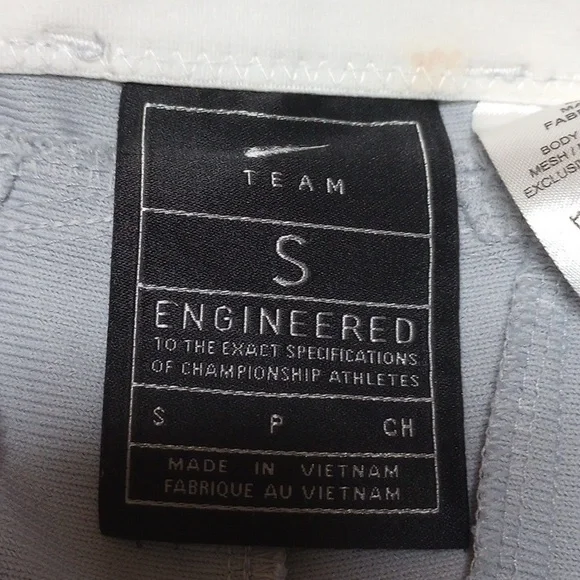 TEAM
S
ENGINEERED
TO THE EXACT SPECIFICATIONS
OF CHAMPIONSHIP ATHLETES
S P CH
MADE IN VIETNAM
FABRIQUE AU VIETNAM
BODY
MESH /